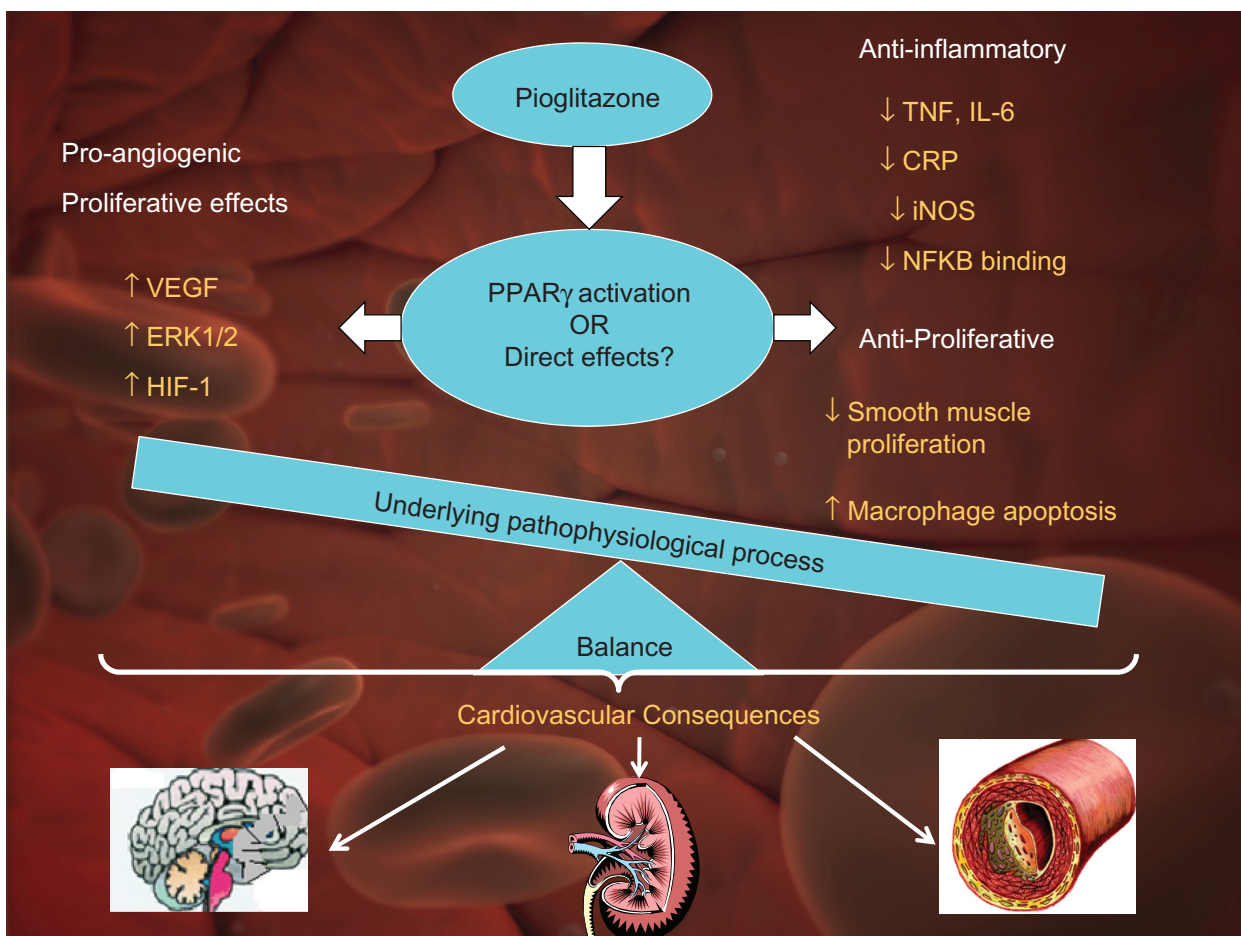 Pioglitazone
Pro-angiogenic
Proliferative effects
↑ VEGF
↑ ERK1/2
↑ HIF-1
PPARγ activation
OR
Direct effects?
Anti-inflammatory
↓ TNF, IL-6
↓ CRP
↓ iNOS
↓ NFKB binding
Anti-Proliferative
↓ Smooth muscle
proliferation
↑ Macrophage apoptosis
Underlying pathophysiological process
Balance
Cardiovascular Consequences